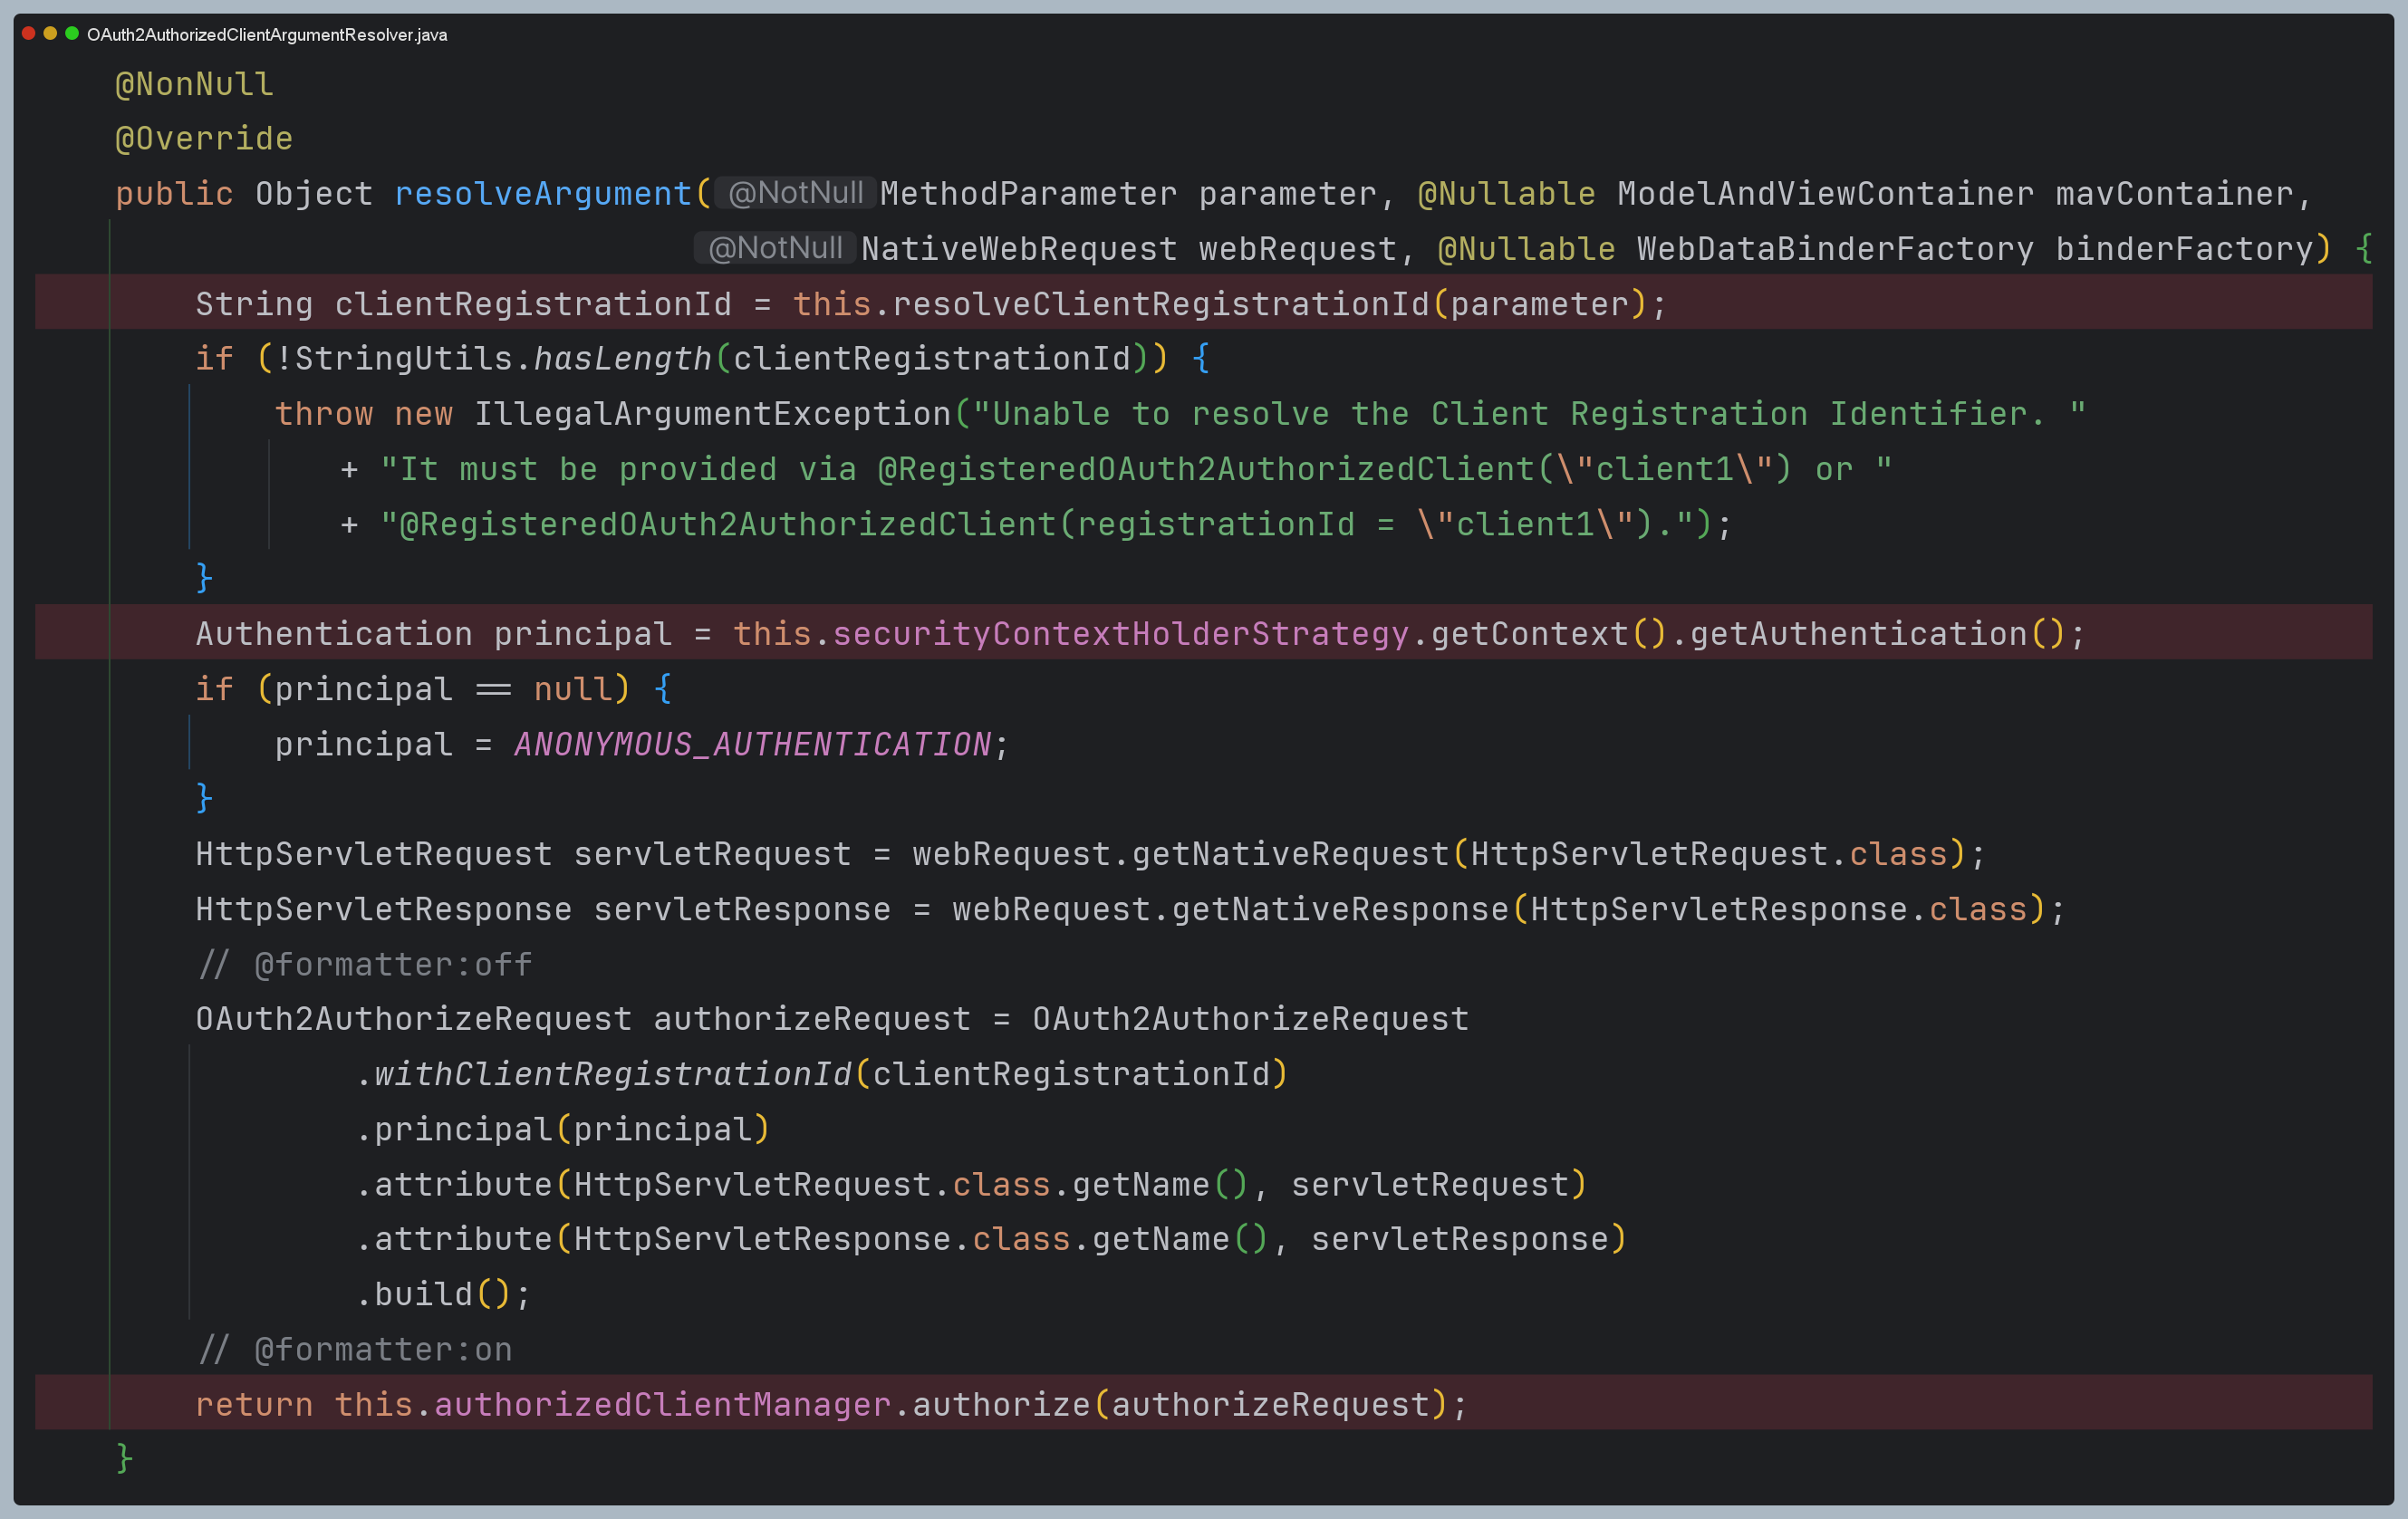 OAuth2AuthorizedClientArgumentResolver.java
@NonNull
@Override
public Object resolveArgument( @NotNull MethodParameter parameter, @Nullable ModelAndViewContainer mavContainer,
@NotNull NativeWebRequest webRequest, @Nullable WebDataBinderFactory binderFactory) {
String clientRegistrationId = this.resolveClientRegistrationId(parameter);
if (!StringUtils.hasLength(clientRegistrationId)) {
throw new IllegalArgumentException("Unable to resolve the Client Registration Identifier. "
+ "It must be provided via @RegisteredOAuth2AuthorizedClient(\"client1\") or "
+ "@RegisteredOAuth2AuthorizedClient(registrationId = \"client1\").");
}
Authentication principal = this.securityContextHolderStrategy.getContext().getAuthentication();
if (principal == null) {
principal = ANONYMOUS_AUTHENTICATION;
}
HttpServletRequest servletRequest = webRequest.getNativeRequest(HttpServletRequest.class);
HttpServletResponse servletResponse = webRequest.getNativeResponse(HttpServletResponse.class);
// @formatter:off
OAuth2AuthorizeRequest authorizeRequest = OAuth2AuthorizeRequest
.withClientRegistrationId(clientRegistrationId)
.principal(principal)
.attribute(HttpServletRequest.class.getName(), servletRequest)
.attribute(HttpServletResponse.class.getName(), servletResponse)
.build();
// @formatter:on
return this.authorizedClientManager.authorize(authorizeRequest);
}